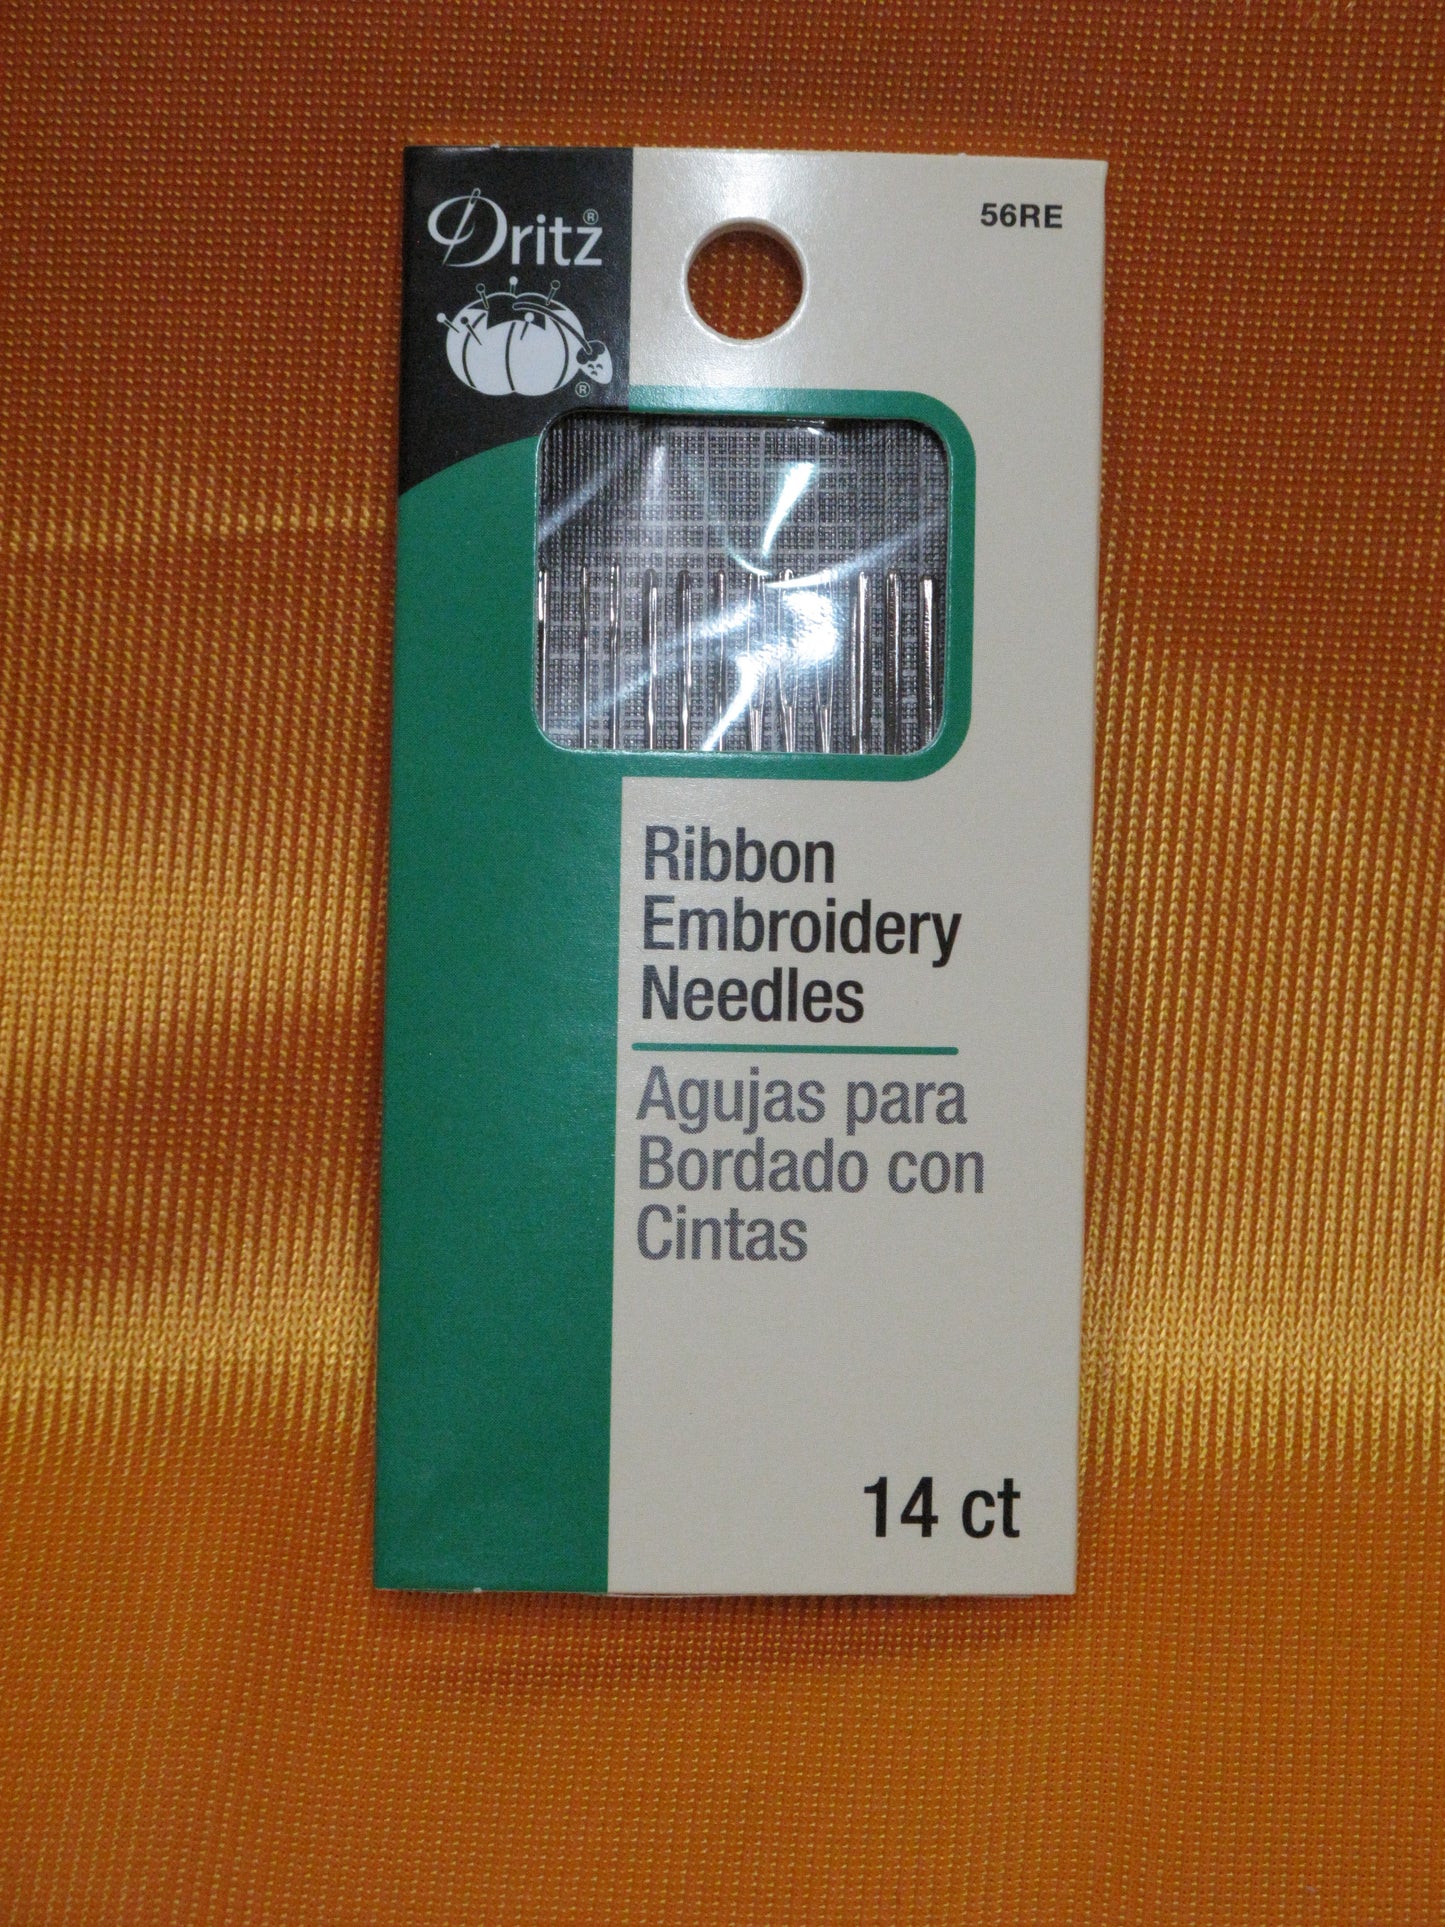 Dritz®
®
56RE
Ribbon
Embroidery
Needles
Agujas para
Bordado con
Cintas
14 ct